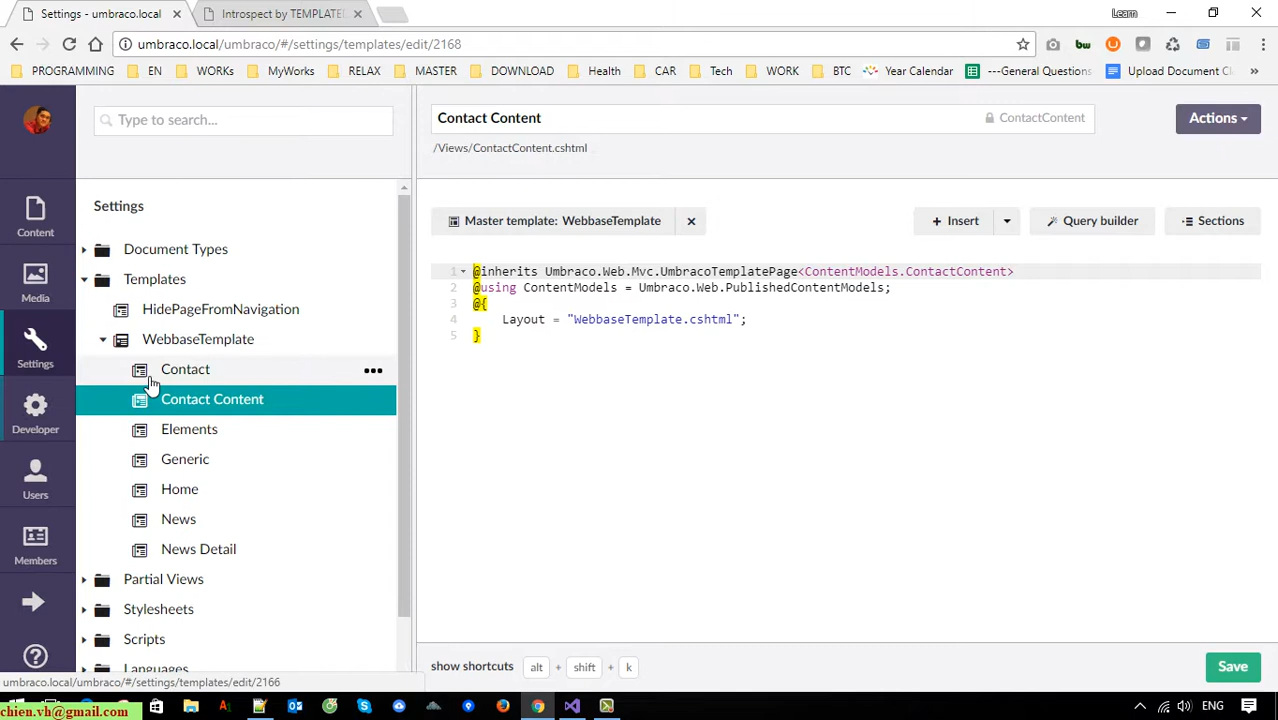 Settings - umbraco.local
Introspect by TEMPLATE
Learn
umbraco.local/umbraco/#/settings/templates/edit/2168
PROGRAMMING
EN
WORKs
MyWorks
RELAX
MASTER
DOWNLOAD
Health
CAR
Tech
WORK
BTC
Year Calendar
---General Questions
Upload Document
Type to search...
Contact Content
ContactContent
Actions
/Views/ContactContent.cshtml
Content
Media
Settings
Developer
Users
Members
Settings
Document Types
Templates
HidePageFromNavigation
WebbaseTemplate
Contact
Contact Content
Elements
Generic
Home
News
News Detail
Partial Views
Stylesheets
Scripts
Languages
Master template: WebbaseTemplate
Insert
Query builder
Sections
1 @inherits Umbraco.Web.Mvc.UmbracoTemplatePage<ContentModels.ContactContent>
2 @using ContentModels = Umbraco.Web.PublishedContentModels;
3 @{
4 Layout = "WebbaseTemplate.cshtml";
5 }
show shortcuts alt + shift + k
Save
umbraco.local/umbraco/#/settings/templates/edit/2166
chien.vh@gmail.com
ENG